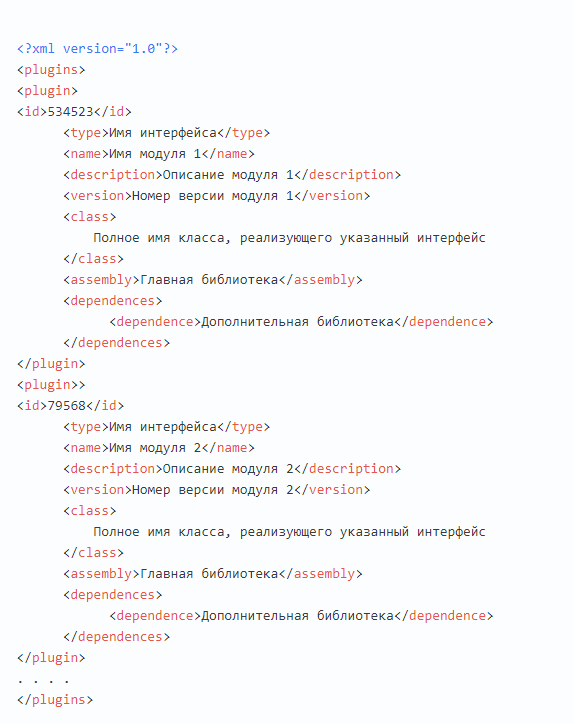 <?xml version="1.0"?>
<plugins>
<plugin>
<id>534523</id>
<type>Имя интерфейса</type>
<name>Имя модуля 1</name>
<description>Описание модуля 1</description>
<version>Номер версии модуля 1</version>
<class>
Полное имя класса, реализующего указанный интерфейс
</class>
<assembly>Главная библиотека</assembly>
<dependences>
<dependence>Дополнительная библиотека</dependence>
</dependences>
</plugin>
<plugin>>
<id>79568</id>
<type>Имя интерфейса</type>
<name>Имя модуля 2</name>
<description>Описание модуля 2</description>
<version>Номер версии модуля 2</version>
<class>
Полное имя класса, реализующего указанный интерфейс
</class>
<assembly>Главная библиотека</assembly>
<dependences>
<dependence>Дополнительная библиотека</dependence>
</dependences>
</plugin>
. . . .
</plugins>